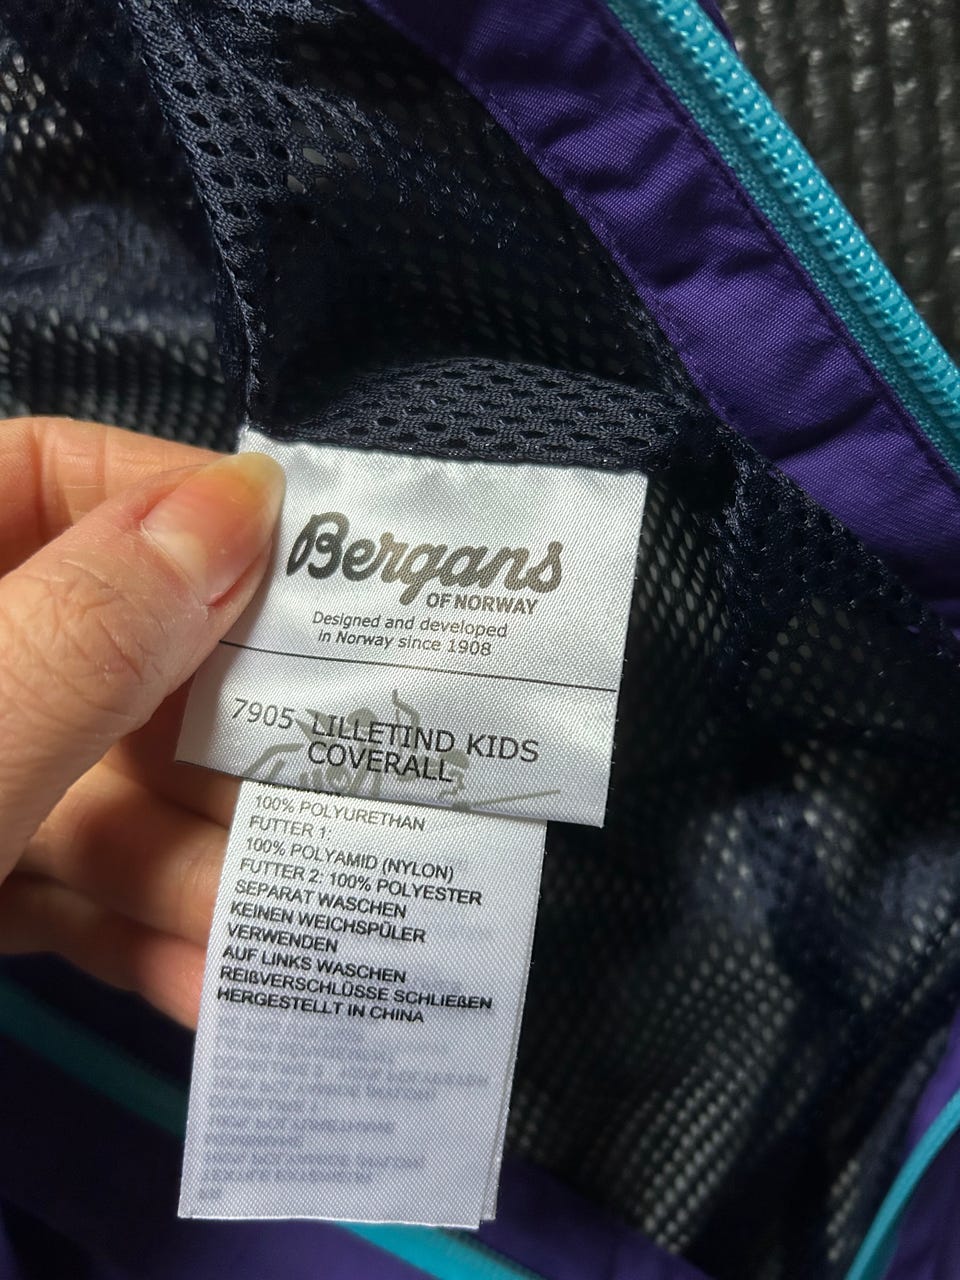 Bergans
OF NORWAY
Designed and developed
in Norway since 1908
7905 LILLETIND KIDS
COVERALL
100% POLYURETHAN
FUTTER 1:
100% POLYAMID (NYLON)
FUTTER 2: 100% POLYESTER
SEPARAT WASCHEN
KEINEN WEICHSPÜLER
VERWENDEN
AUF LINKS WASCHEN
REIßVERSCHLÜSSE SCHLIEßEN
HERGESTELLT IN CHINA